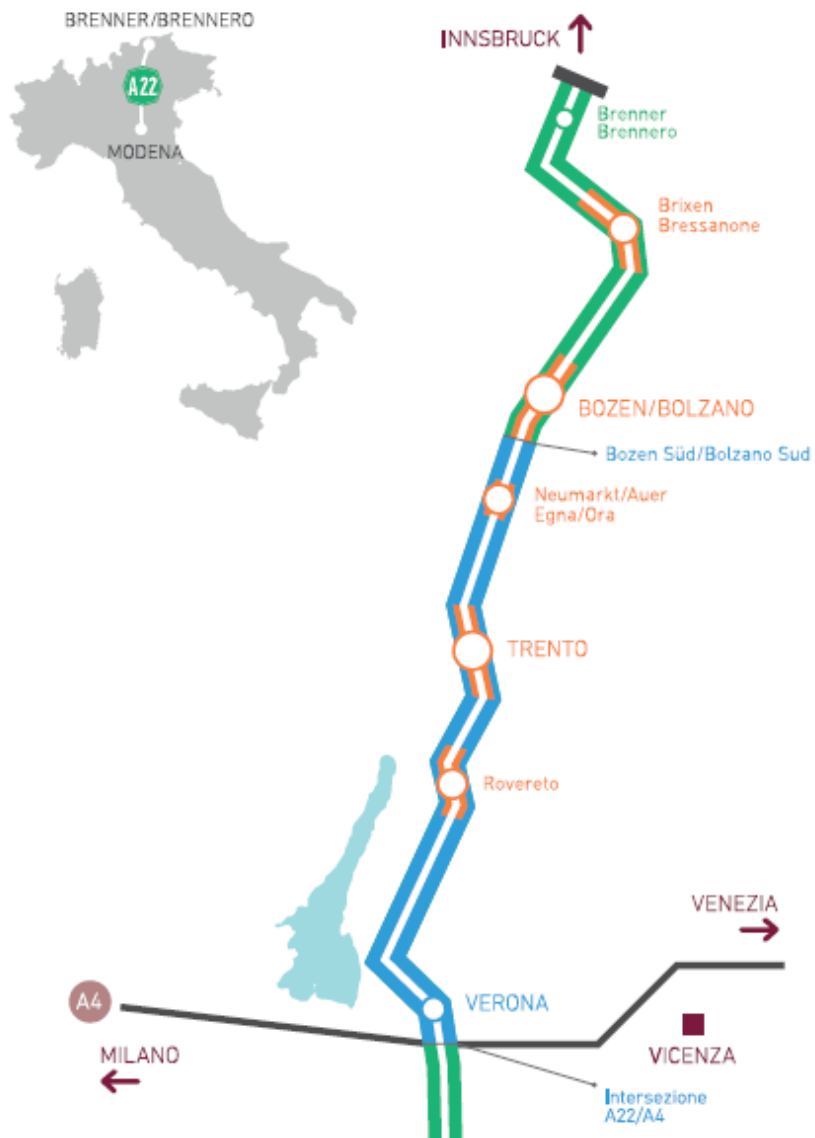 BRENNER/BRENNERO
A22
MODENA
INNSBRUCK
Brenner
Brennero
Brixen
Bressanone
BOZEN/BOLZANO
Bozen Süd/Bolzano Sud
Neumarkt/Auer
Egna/Ora
TRENTO
Rovereto
VENEZIA
A4
VERONA
MILANO
VICENZA
Intersezione
A22/A4